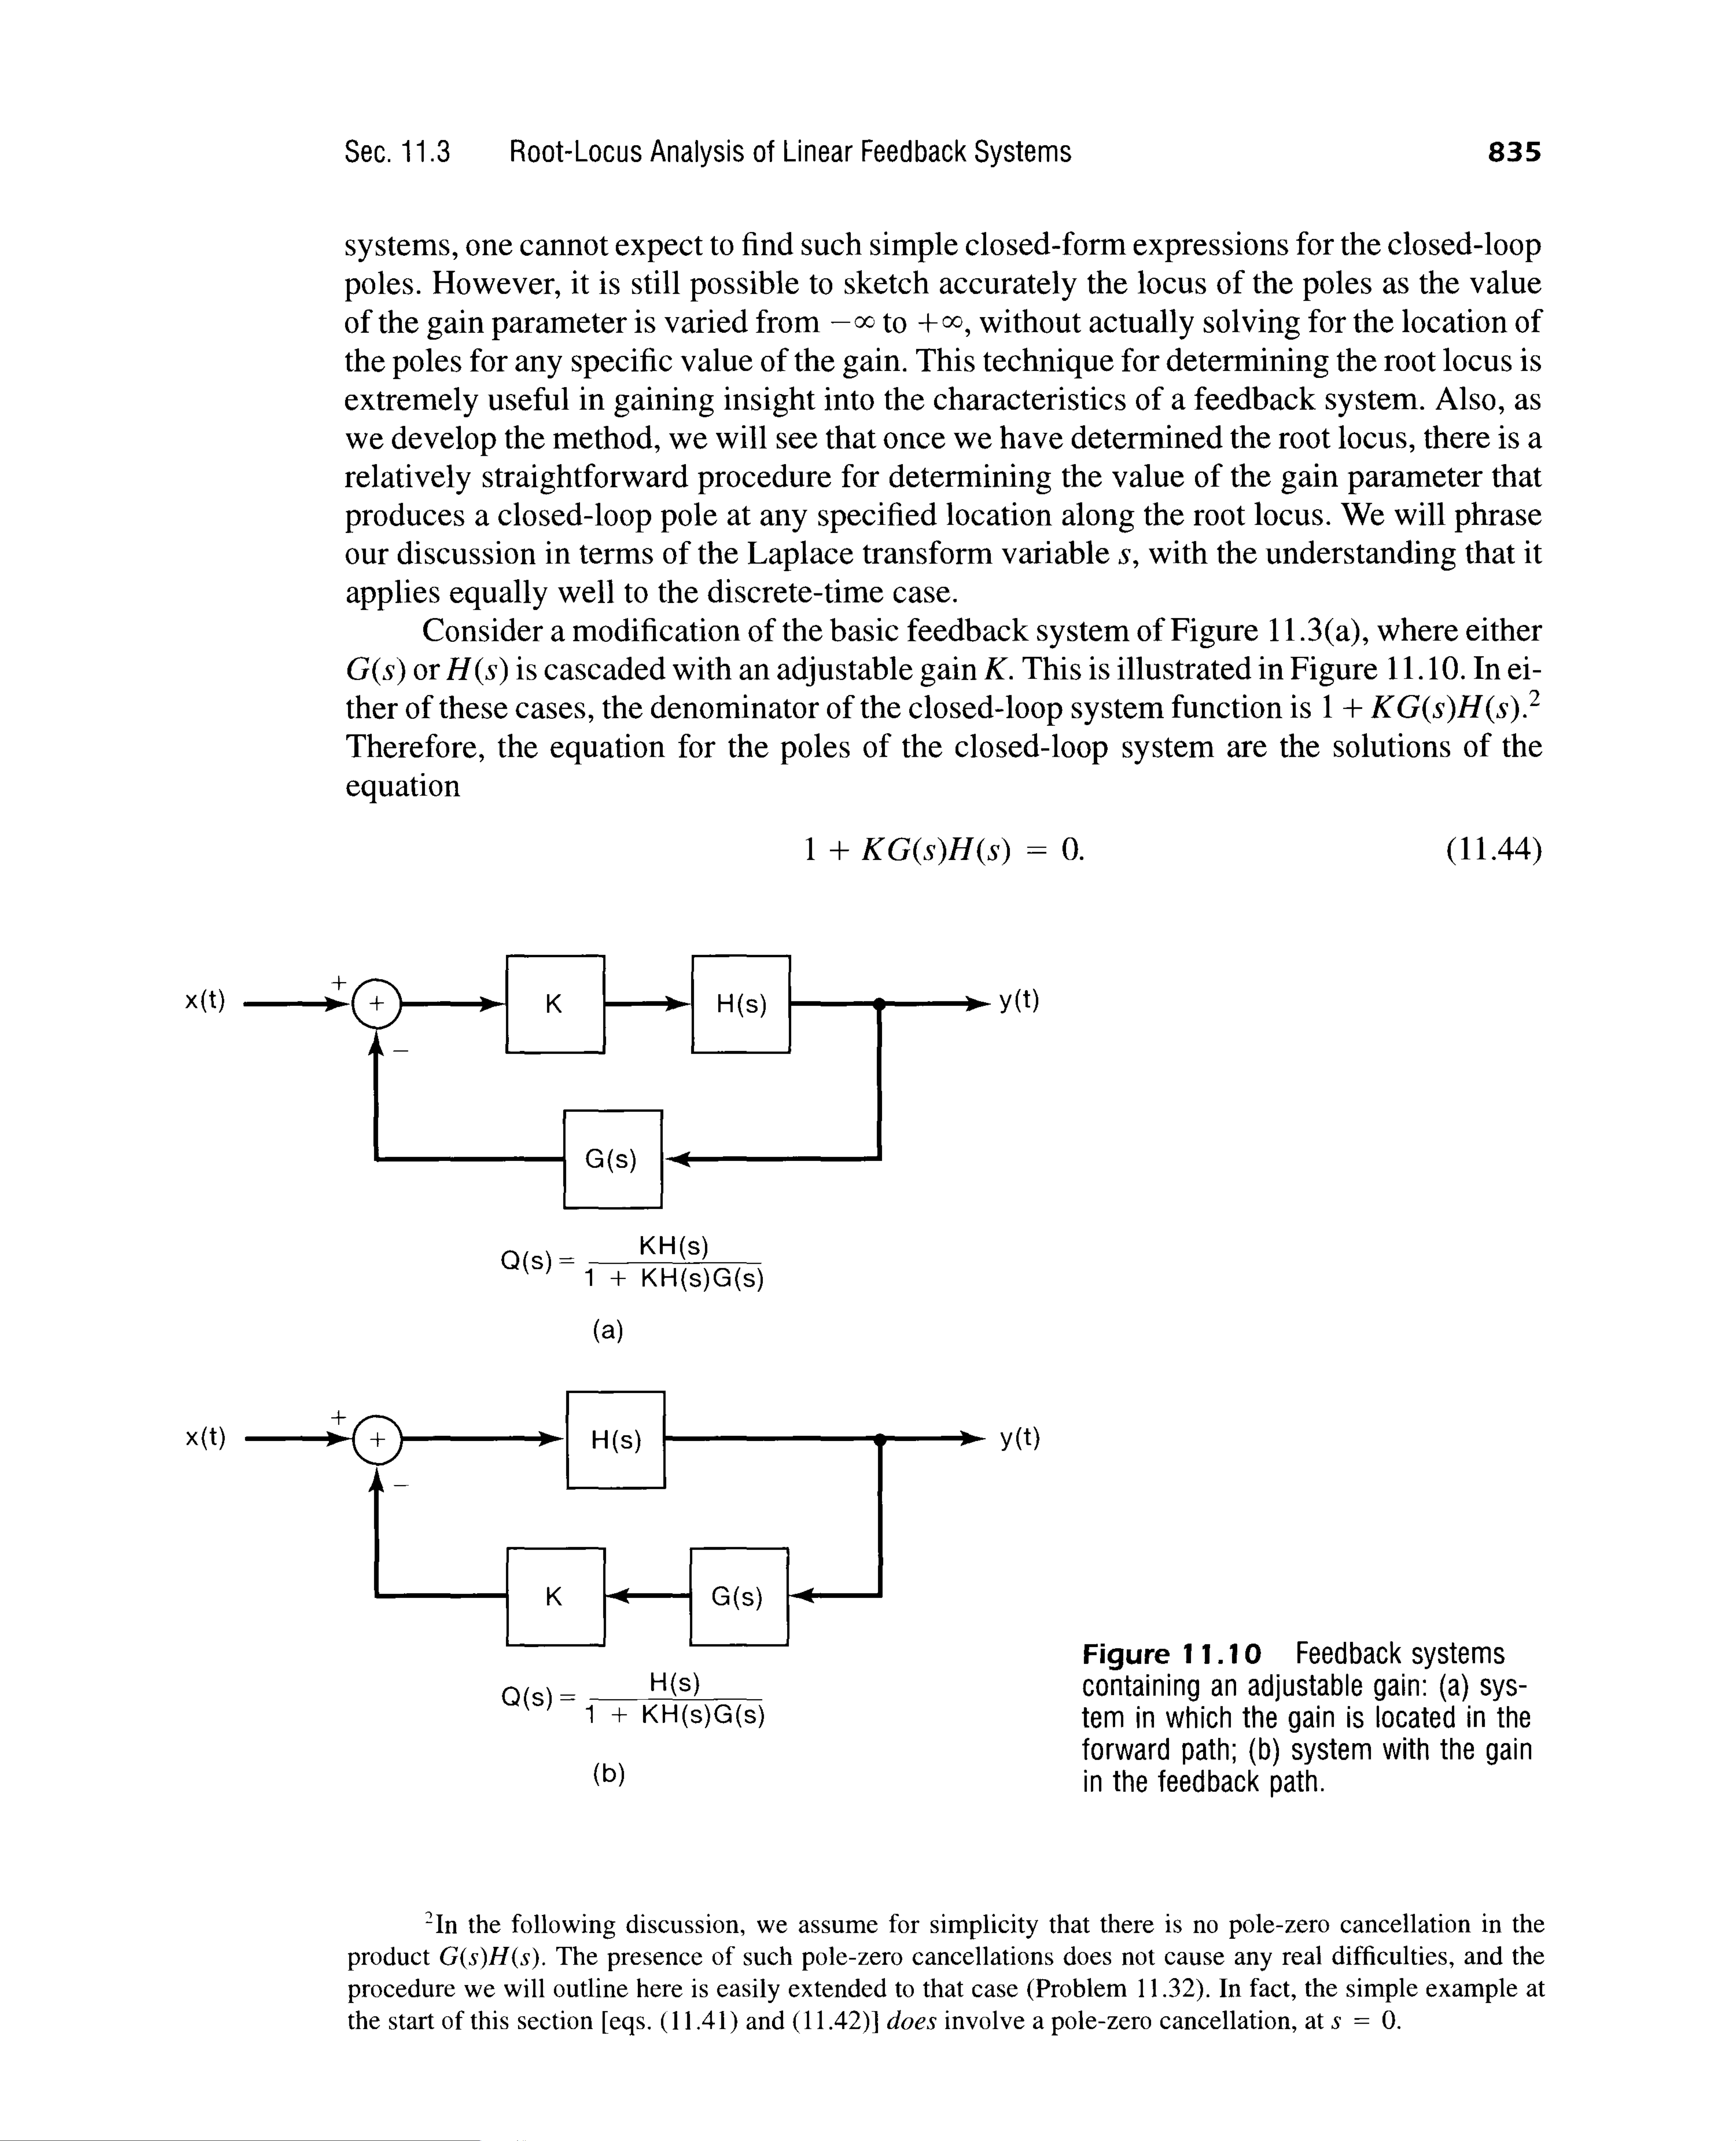 Sec. 11.3 Root-Locus Analysis of Linear Feedback Systems 835
systems, one cannot expect to find such simple closed-form expressions for the closed-loop
poles. However, it is still possible to sketch accurately the locus of the poles as the value
of the gain parameter is varied from −∞ to +∞, without actually solving for the location of
the poles for any specific value of the gain. This technique for determining the root locus is
extremely useful in gaining insight into the characteristics of a feedback system. Also, as
we develop the method, we will see that once we have determined the root locus, there is a
relatively straightforward procedure for determining the value of the gain parameter that
produces a closed-loop pole at any specified location along the root locus. We will phrase
our discussion in terms of the Laplace transform variable s, with the understanding that it
applies equally well to the discrete-time case.
Consider a modification of the basic feedback system of Figure 11.3(a), where either
G(s) or H(s) is cascaded with an adjustable gain K. This is illustrated in Figure 11.10. In ei-
ther of these cases, the denominator of the closed-loop system function is 1 + KG(s)H(s).²
Therefore, the equation for the poles of the closed-loop system are the solutions of the
equation
1 + KG(s)H(s) = 0. (11.44)
x(t) + + K H(s) y(t)
−
G(s)
Q(s) = KH(s)
1 + KH(s)G(s)
(a)
x(t) + + H(s) y(t)
−
K G(s)
Q(s) = H(s)
1 + KH(s)G(s)
(b)
Figure 11.10 Feedback systems
containing an adjustable gain: (a) sys-
tem in which the gain is located in the
forward path; (b) system with the gain
in the feedback path.
²In the following discussion, we assume for simplicity that there is no pole-zero cancellation in the
product G(s)H(s). The presence of such pole-zero cancellations does not cause any real difficulties, and the
procedure we will outline here is easily extended to that case (Problem 11.32). In fact, the simple example at
the start of this section [eqs. (11.41) and (11.42)] does involve a pole-zero cancellation, at s = 0.